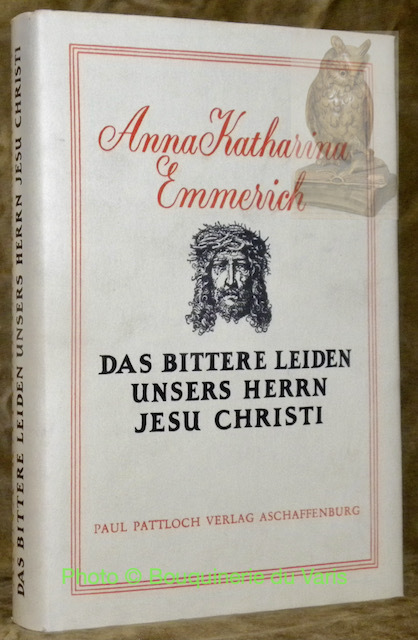 DAS BITTERE LEIDEN UNSERS HERRN JESU CHRISTI
Anna Katharina
Emmerich
DAS BITTERE LEIDEN
UNSERS HERRN
JESU CHRISTI
PAUL PATTLOCH VERLAG ASCHAFFENBURG
Photo © Bouquinerie du Varis